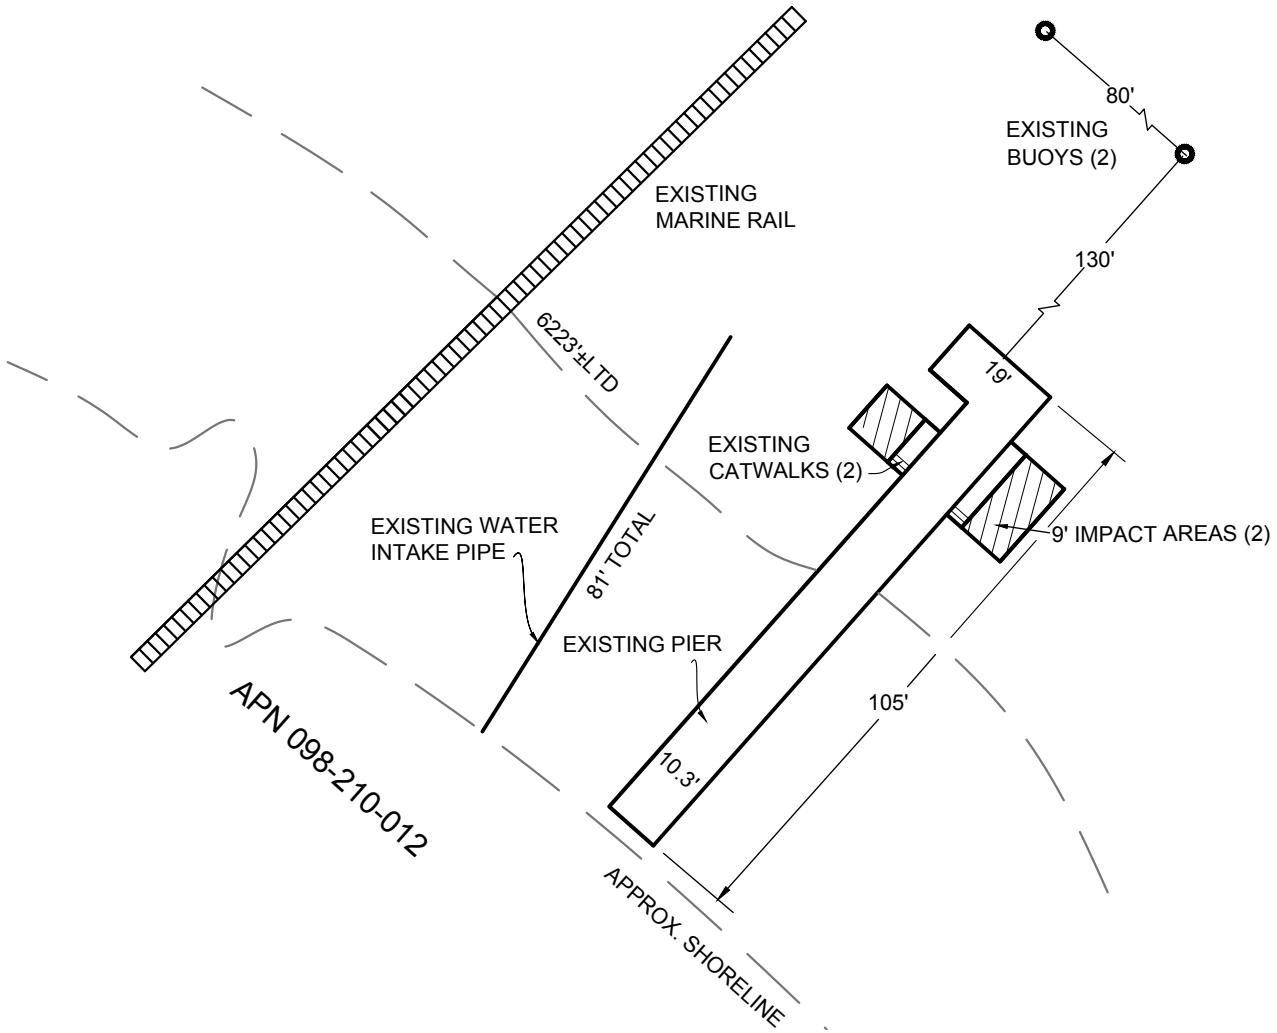 80'
EXISTING
BUOYS (2)
EXISTING
MARINE RAIL
130'
6223'±LTD
19'
EXISTING
CATWALKS (2)
EXISTING WATER
INTAKE PIPE
81' TOTAL
9' IMPACT AREAS (2)
EXISTING PIER
105'
10.3'
APN 098-210-012
APPROX. SHORELINE